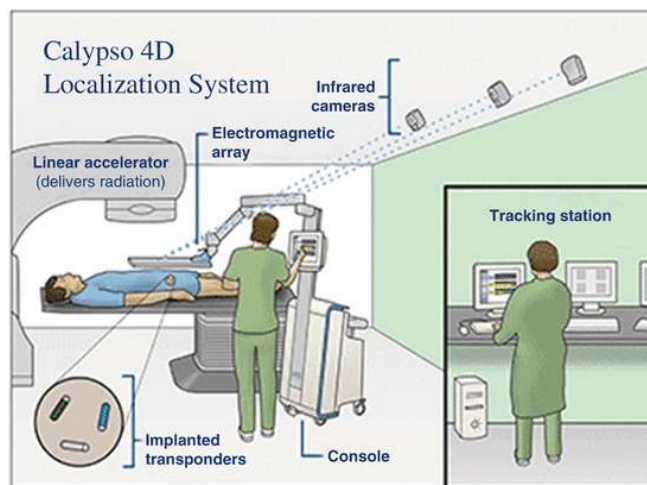 Calypso 4D
Localization System
Infrared
cameras
Electromagnetic
array
Linear accelerator
(delivers radiation)
Tracking station
Implanted
transponders
Console